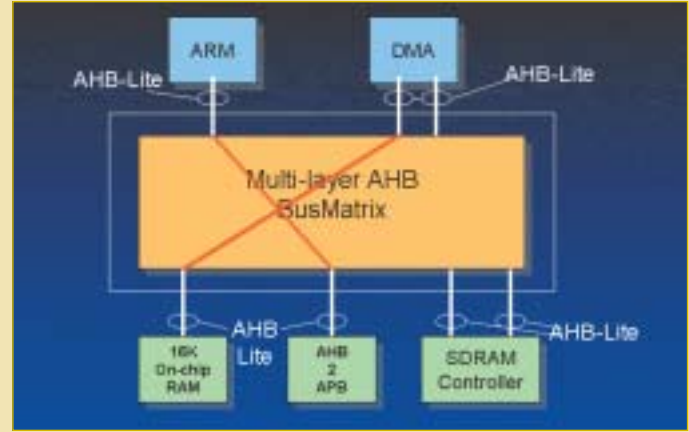 ARM
DMA
AHB-Lite
AHB-Lite
Multi-layer AHB
BusMatrix
AHB
Lite
AHB-Lite
16K
On-chip
RAM
AHB
2
APB
SDRAM
Controller